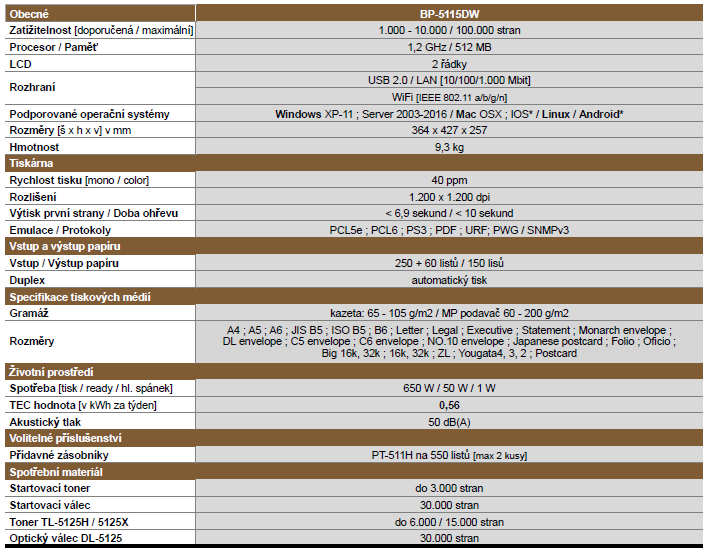 Obecné BP-5115DW
Zatížitelnost [doporučená / maximální] 1.000 - 10.000 / 100.000 stran
Procesor / Paměť 1,2 GHz / 512 MB
LCD 2 řádky
Rozhraní USB 2.0 / LAN [10/100/1.000 Mbit]
WiFi [IEEE 802.11 a/b/g/n]
Podporované operační systémy Windows XP-11 ; Server 2003-2016 / Mac OSX ; IOS* / Linux / Android*
Rozměry [š x h x v] v mm 364 x 427 x 257
Hmotnost 9,3 kg
Tiskárna
Rychlost tisku [mono / color] 40 ppm
Rozlišení 1.200 x 1.200 dpi
Výtisk první strany / Doba ohřevu < 6,9 sekund / < 10 sekund
Emulace / Protokoly PCL5e ; PCL6 ; PS3 ; PDF ; URF; PWG / SNMPv3
Vstup a výstup papíru
Vstup / Výstup papíru 250 + 60 listů / 150 lisů
Duplex automatický tisk
Specifikace tiskových médií
Gramáž kazeta: 65 - 105 g/m2 / MP podavač 60 - 200 g/m2
Rozměry A4 ; A5 ; A6 ; JIS B5 ; ISO B5 ; B6 ; Letter ; Legal ; Executive ; Statement ; Monarch envelope ;
DL envelope ; C5 envelope ; C6 envelope ; NO.10 envelope ; Japanese postcard ; Folio ; Oficio ;
Big 16k, 32k ; 16k, 32k ; ZL ; Yougata4, 3, 2 ; Postcard
Životní prostředí
Spotřeba [tisk / ready / hl. spánek] 650 W / 50 W / 1 W
TEC hodnota [v kWh za týden] 0,56
Akustický tlak 50 dB(A)
Volitelné příslušenství
Přídavné zásobníky PT-511H na 550 listů [max 2 kusy]
Spotřební materiál
Startovací toner do 3.000 stran
Startovací válec 30.000 stran
Toner TL-5125H / 5125X do 6.000 / 15.000 stran
Optický válec DL-5125 30.000 stran